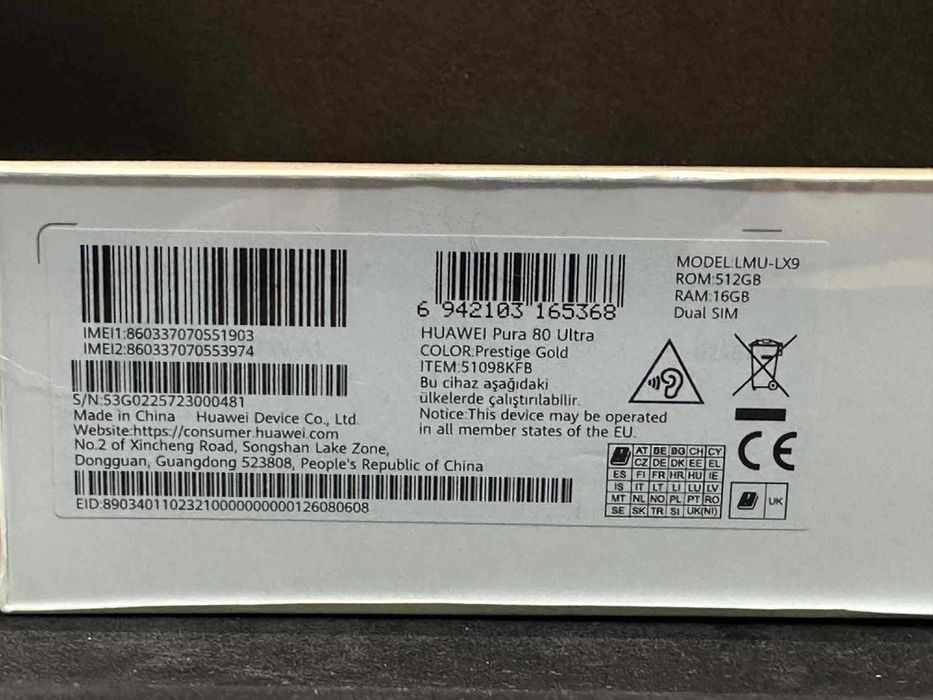 IMEI1:860337070551903
IMEI2:860337070553974
S/N:53G0225723000481
Made in China Huawei Device Co., Ltd.
Website:https://consumer.huawei.com
No.2 of Xincheng Road, Songshan Lake Zone,
Dongguan, Guangdong 523808, People's Republic of China
EID:89034011023210000000000126080608
6 942103 165368
HUAWEI Pura 80 Ultra
COLOR:Prestige Gold
ITEM:51098KFB
Bu cihaz aşağıdaki
ülkelerde çalıştırılabilir.
Notice:This device may be operated
in all member states of the EU.
MODEL:LMU-LX9
ROM:512GB
RAM:16GB
Dual SIM
CE
AT BE BG CH CY
CZ DE DK EE EL
ES FI FR HR HU IE
IS IT LT LI LU LV
MT NL NO PL PT RO
SE SK TR SI UK(NI)
UK